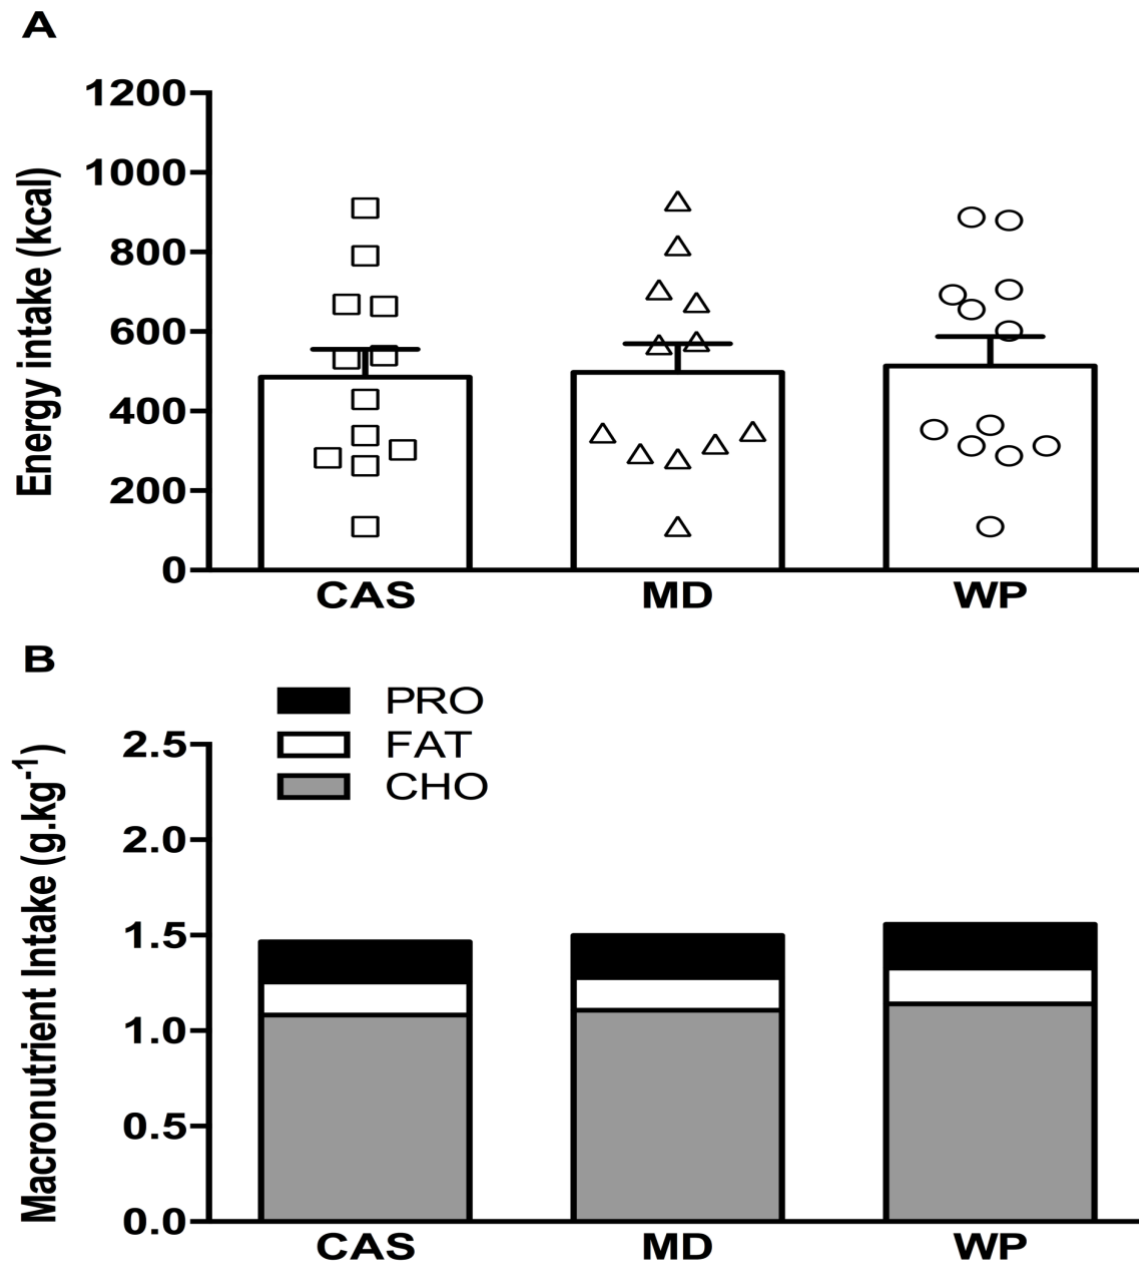 A
Energy intake (kcal)
1200
1000
800
600
400
200
0
CAS MD WP
B
PRO
FAT
CHO
Macronutrient Intake (g.kg⁻¹)
2.5
2.0
1.5
1.0
0.5
0.0
CAS MD WP